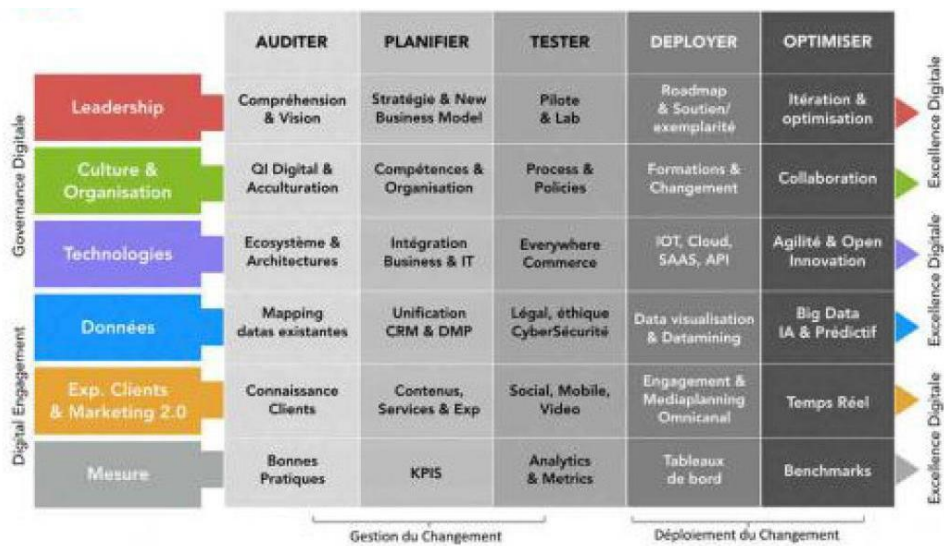 AUDITER
PLANIFIER
TESTER
DEPLOYER
OPTIMISER
Governance Digitale
Digital Engagement
Leadership
Compréhension
& Vision
Stratégie & New
Business Model
Pilote
& Lab
Roadmap
& Soutien/
exemplarité
Itération &
optimisation
Culture &
Organisation
QI Digital &
Acculturation
Compétences &
Organisation
Process &
Policies
Formations &
Changement
Collaboration
Technologies
Ecosystème &
Architectures
Intégration
Business & IT
Everywhere
Commerce
IOT, Cloud,
SAAS, API
Agilité & Open
Innovation
Données
Mapping
datas existantes
Unification
CRM & DMP
Légal, éthique
CyberSécurité
Data visualisation
& Datamining
Big Data
IA & Prédictif
Exp. Clients
& Marketing 2.0
Connaissance
Clients
Contenus,
Services & Exp
Social, Mobile,
Video
Engagement &
Mediaplanning
Omnicanal
Temps Réel
Mesure
Bonnes
Pratiques
KPIS
Analytics
& Metrics
Tableaux
de bord
Benchmarks
Excellence Digitale
Excellence Digitale
Excellence Digitale
Gestion du Changement
Déploiement du Changement